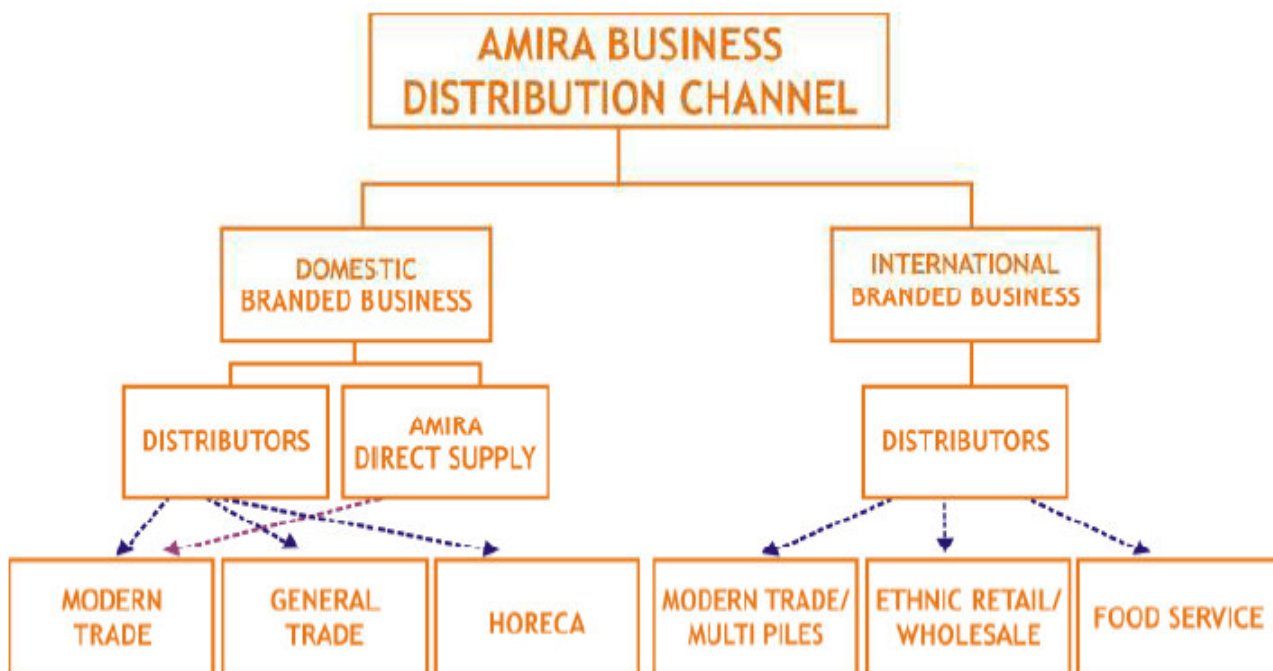 AMIRA BUSINESS
DISTRIBUTION CHANNEL
DOMESTIC
BRANDED BUSINESS
INTERNATIONAL
BRANDED BUSINESS
DISTRIBUTORS
AMIRA
DIRECT SUPPLY
DISTRIBUTORS
MODERN
TRADE
GENERAL
TRADE
HORECA
MODERN TRADE/
MULTI PILES
ETHNIC RETAIL/
WHOLESALE
FOOD SERVICE